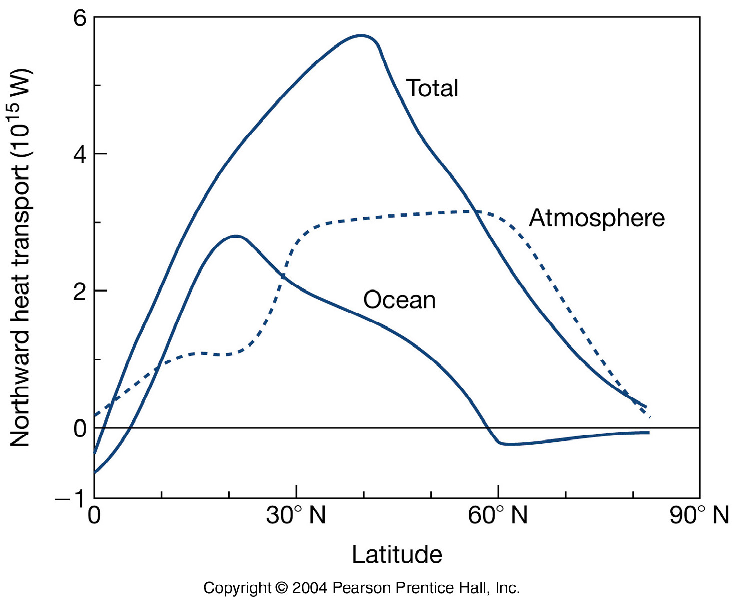 Northward heat transport (10¹⁵ W)
6
4
2
0
−1
Total
Atmosphere
Ocean
0
30° N
60° N
90° N
Latitude
Copyright © 2004 Pearson Prentice Hall, Inc.